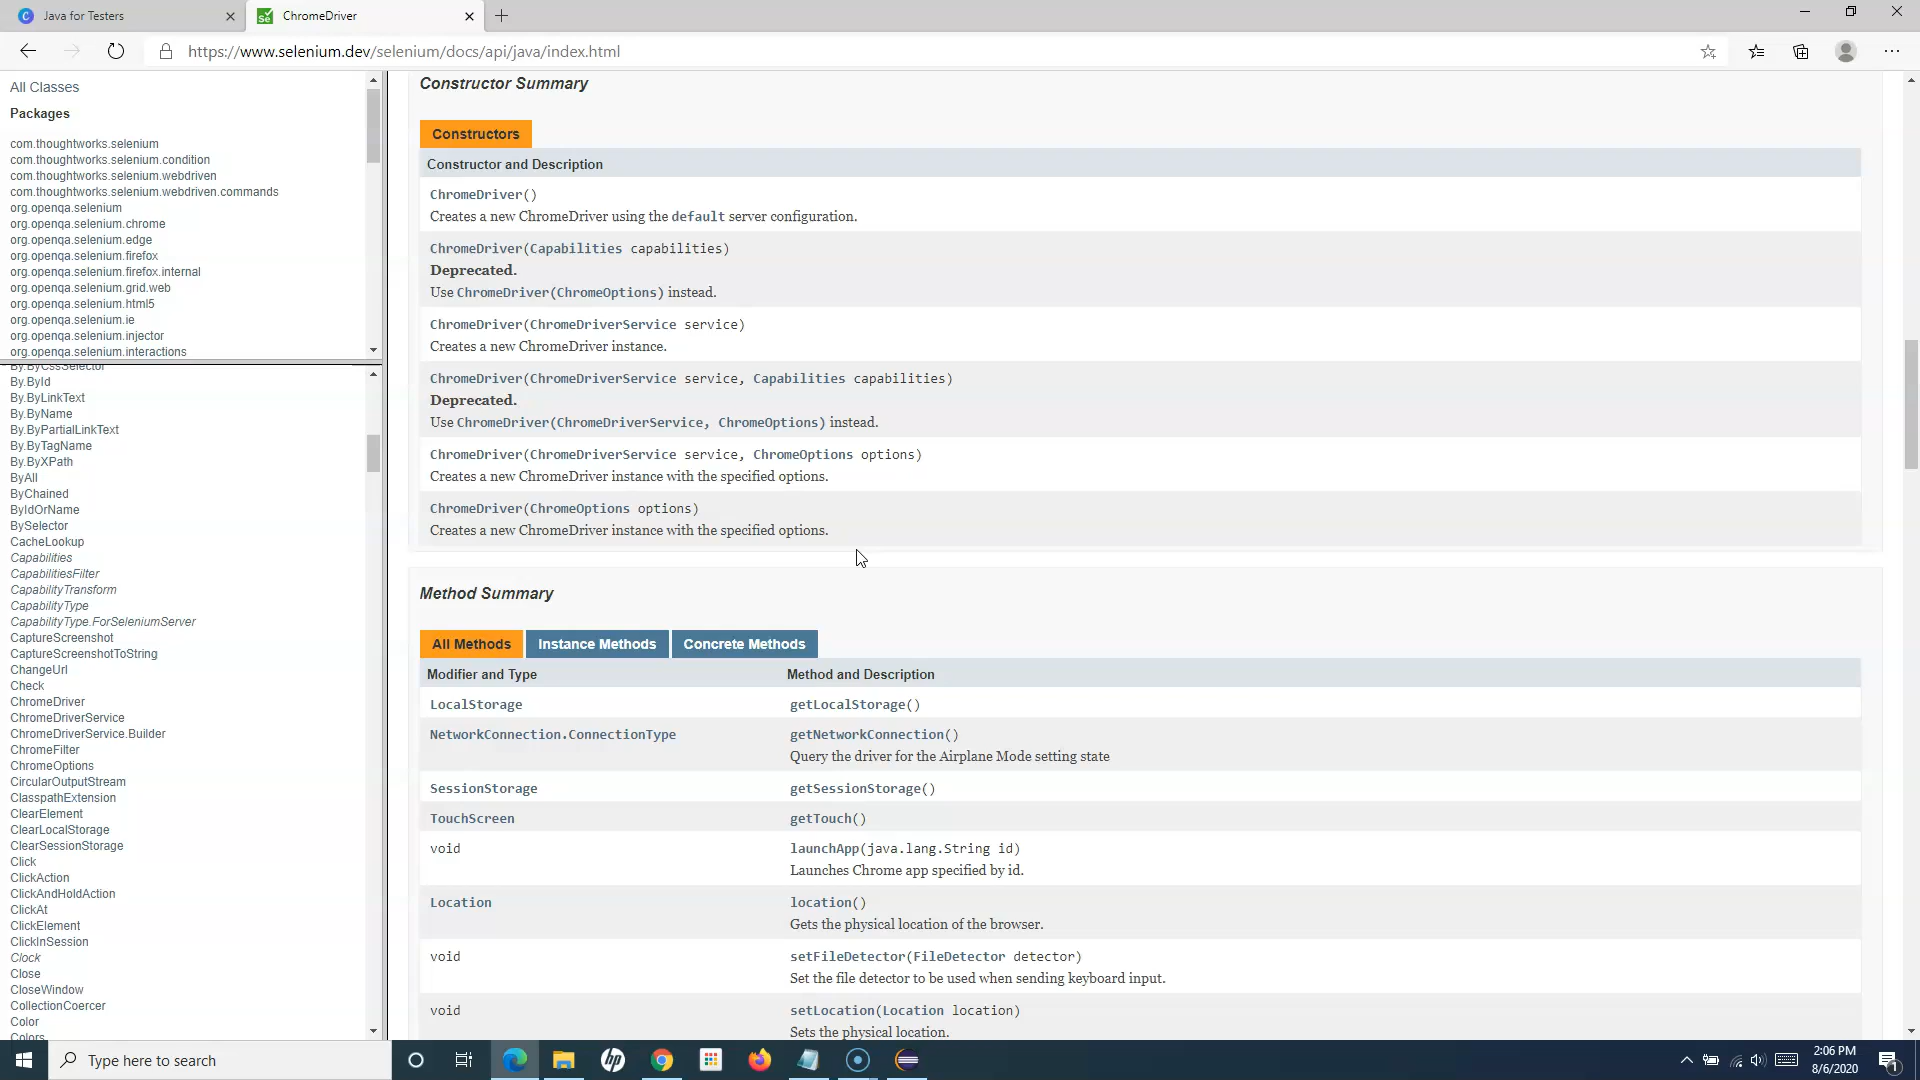 Java for Testers
ChromeDriver
https://www.selenium.dev/selenium/docs/api/java/index.html
All Classes
Packages
com.thoughtworks.selenium
com.thoughtworks.selenium.condition
com.thoughtworks.selenium.webdriven
com.thoughtworks.selenium.webdriven.commands
org.openqa.selenium
org.openqa.selenium.chrome
org.openqa.selenium.edge
org.openqa.selenium.firefox
org.openqa.selenium.firefox.internal
org.openqa.selenium.grid.web
org.openqa.selenium.html5
org.openqa.selenium.ie
org.openqa.selenium.injector
org.openqa.selenium.interactions
By.ByCssSelector
By.ById
By.ByLinkText
By.ByName
By.ByPartialLinkText
By.ByTagName
By.ByXPath
ByAll
ByChained
ByIdOrName
BySelector
CacheLookup
Capabilities
CapabilitiesFilter
CapabilityTransform
CapabilityType
CapabilityType.ForSeleniumServer
CaptureScreenshot
CaptureScreenshotToString
ChangeUrl
Check
ChromeDriver
ChromeDriverService
ChromeDriverService.Builder
ChromeFilter
ChromeOptions
CircularOutputStream
ClasspathExtension
ClearElement
ClearLocalStorage
ClearSessionStorage
Click
ClickAction
ClickAndHoldAction
ClickAt
ClickElement
ClickInSession
Clock
Close
CloseWindow
CollectionCoercer
Color
Colors
Constructor Summary
Constructors
Constructor and Description
ChromeDriver()
Creates a new ChromeDriver using the default server configuration.
ChromeDriver(Capabilities capabilities)
Deprecated.
Use ChromeDriver(ChromeOptions) instead.
ChromeDriver(ChromeDriverService service)
Creates a new ChromeDriver instance.
ChromeDriver(ChromeDriverService service, Capabilities capabilities)
Deprecated.
Use ChromeDriver(ChromeDriverService, ChromeOptions) instead.
ChromeDriver(ChromeDriverService service, ChromeOptions options)
Creates a new ChromeDriver instance with the specified options.
ChromeDriver(ChromeOptions options)
Creates a new ChromeDriver instance with the specified options.
Method Summary
All Methods Instance Methods Concrete Methods
Modifier and Type Method and Description
LocalStorage getLocalStorage()
NetworkConnection.ConnectionType getNetworkConnection()
Query the driver for the Airplane Mode setting state
SessionStorage getSessionStorage()
TouchScreen getTouch()
void launchApp(java.lang.String id)
Launches Chrome app specified by id.
Location location()
Gets the physical location of the browser.
void setFileDetector(FileDetector detector)
Set the file detector to be used when sending keyboard input.
void setLocation(Location location)
Sets the physical location.
Type here to search
2:06 PM
8/6/2020
1